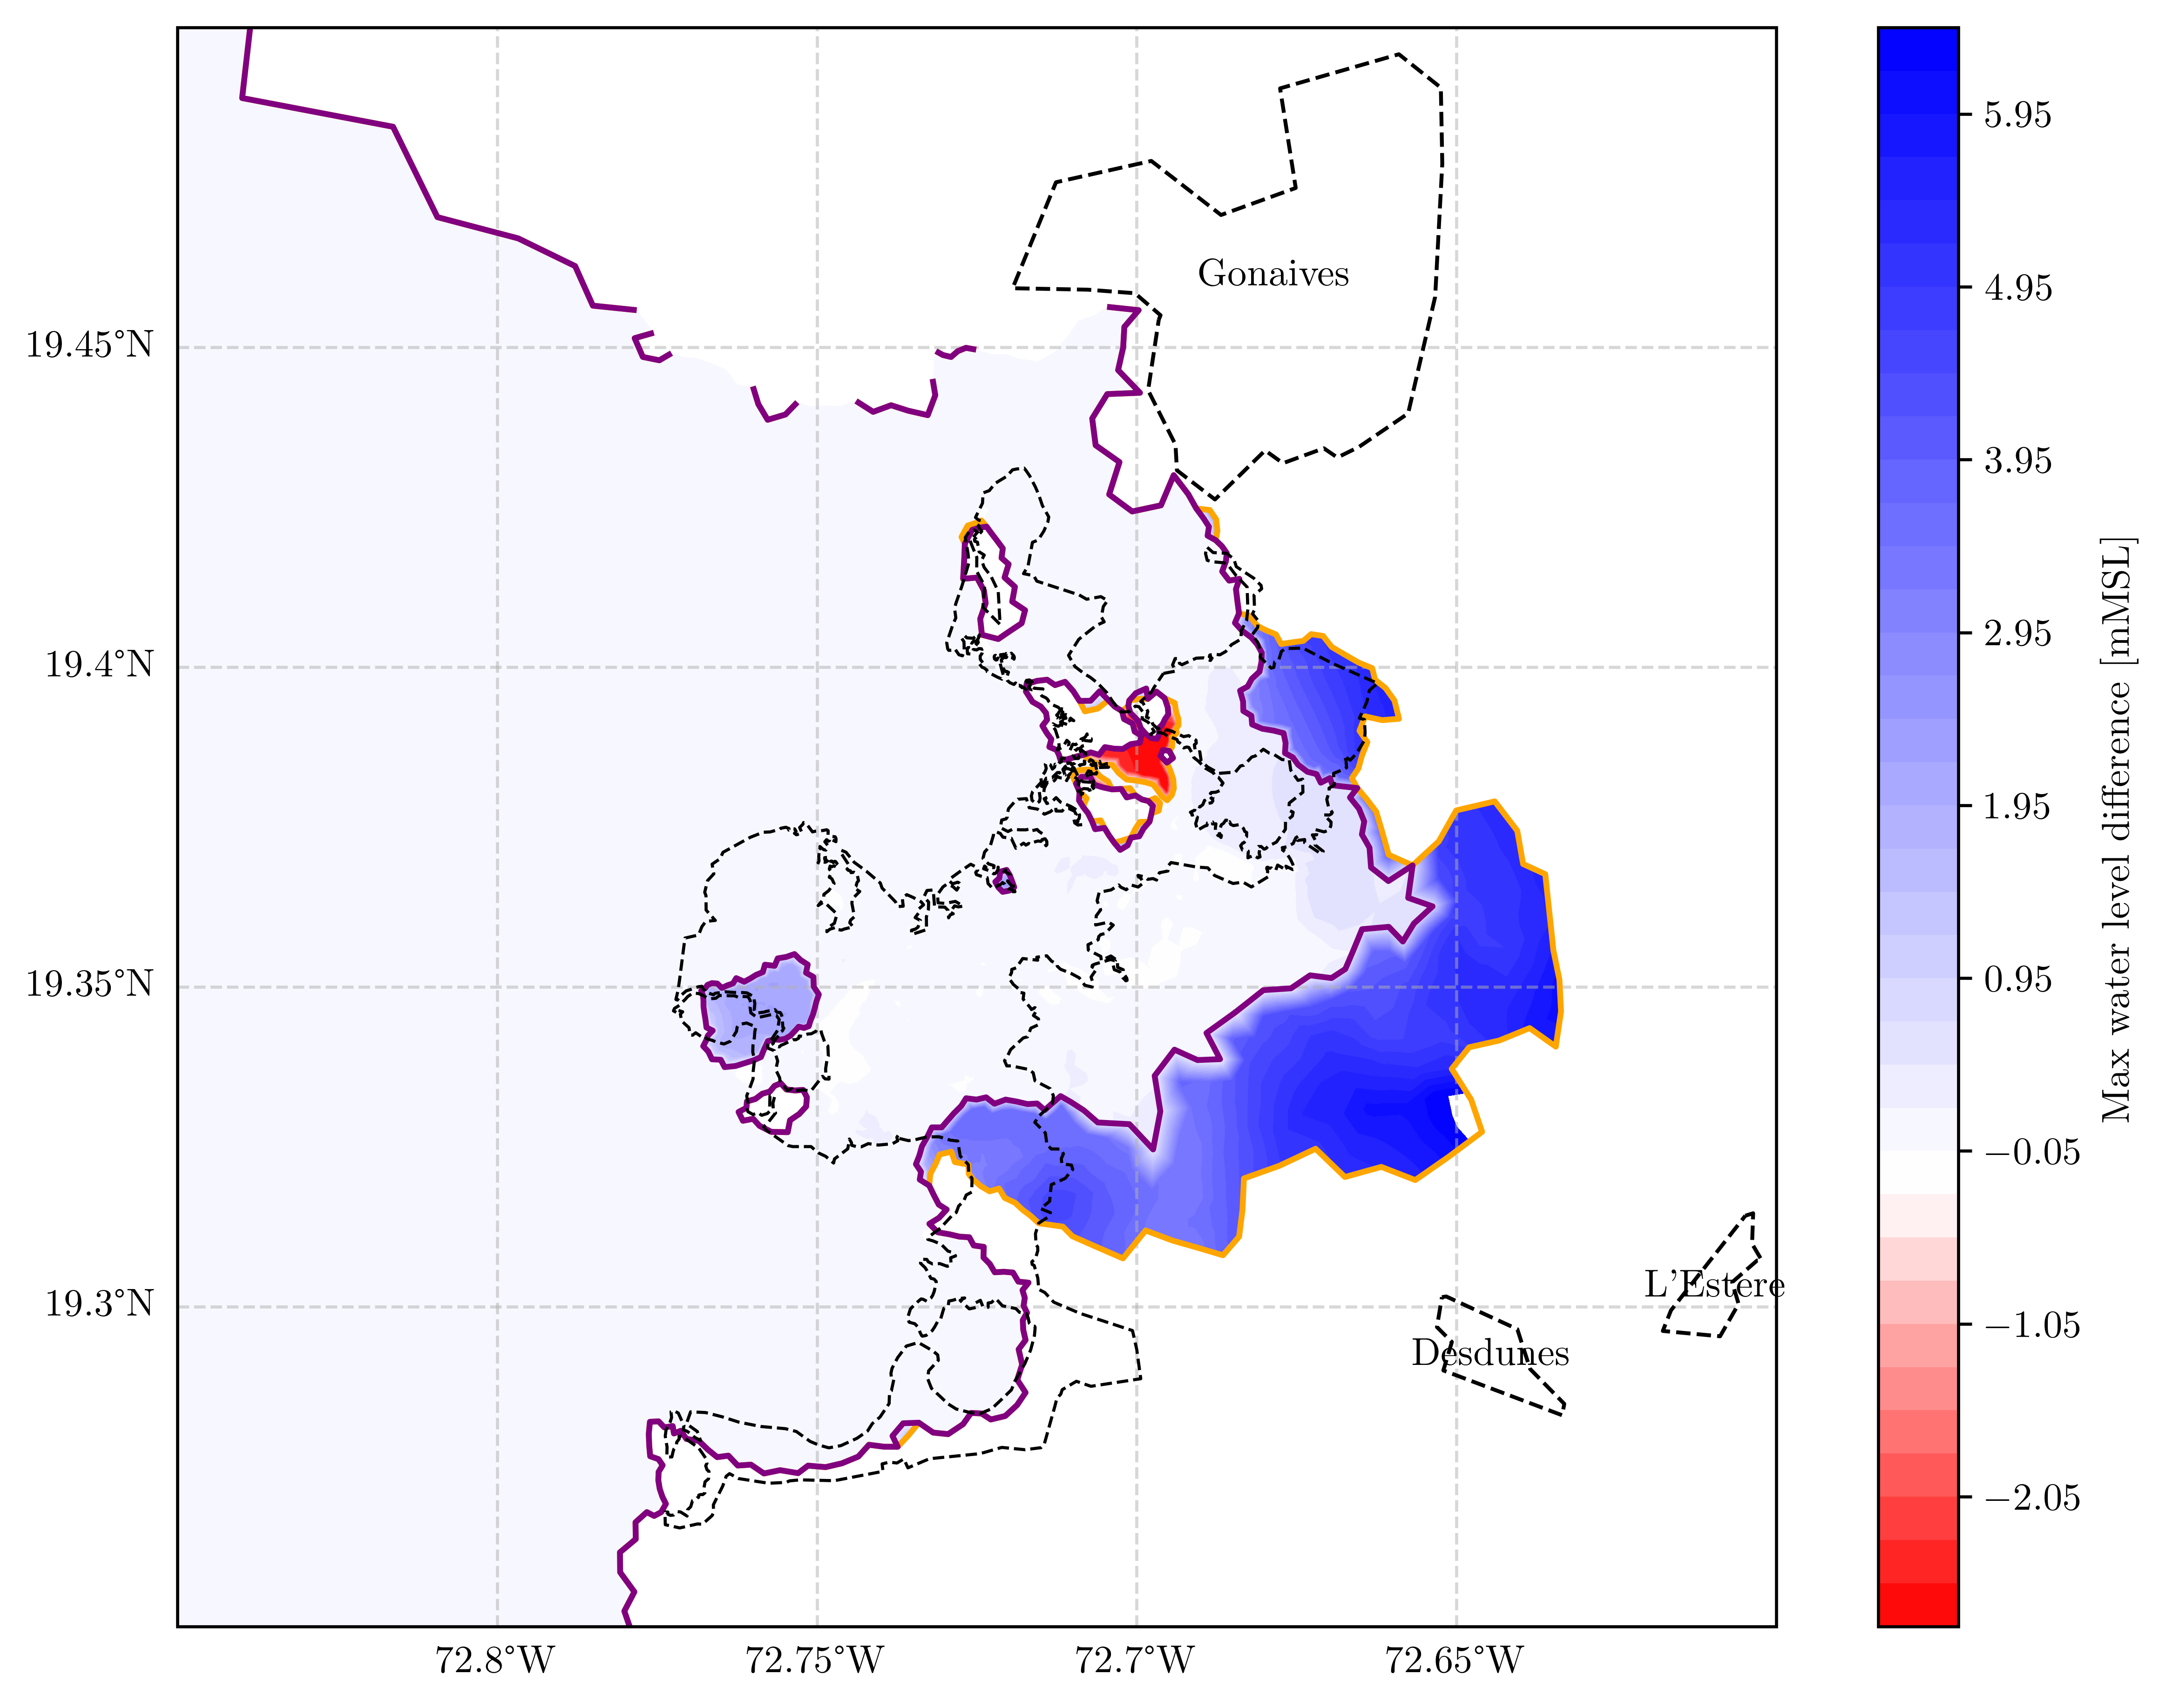 Gonaives
L'Estere
Desdunes
19.45°N
19.4°N
19.35°N
19.3°N
72.8°W
72.75°W
72.7°W
72.65°W
5.95
4.95
3.95
2.95
1.95
0.95
−0.05
−1.05
−2.05
Max water level difference [mMSL]